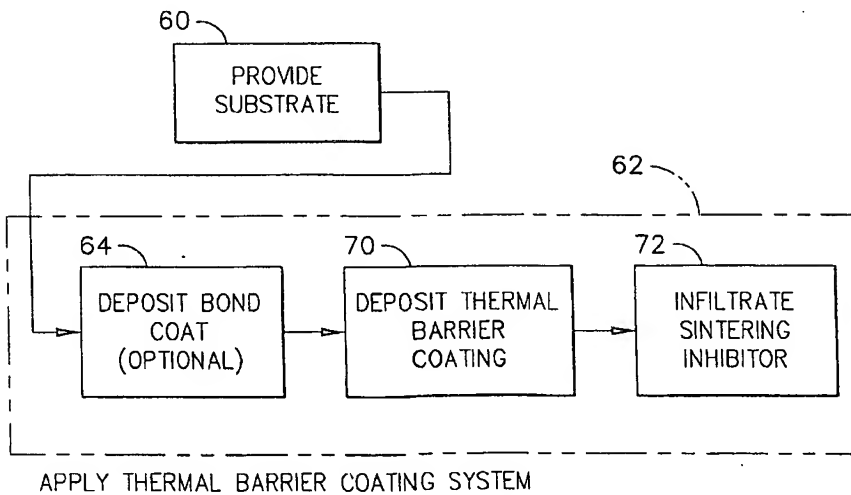 60
PROVIDE
SUBSTRATE
62
64
DEPOSIT BOND
COAT
(OPTIONAL)
70
DEPOSIT THERMAL
BARRIER
COATING
72
INFILTRATE
SINTERING
INHIBITOR
APPLY THERMAL BARRIER COATING SYSTEM